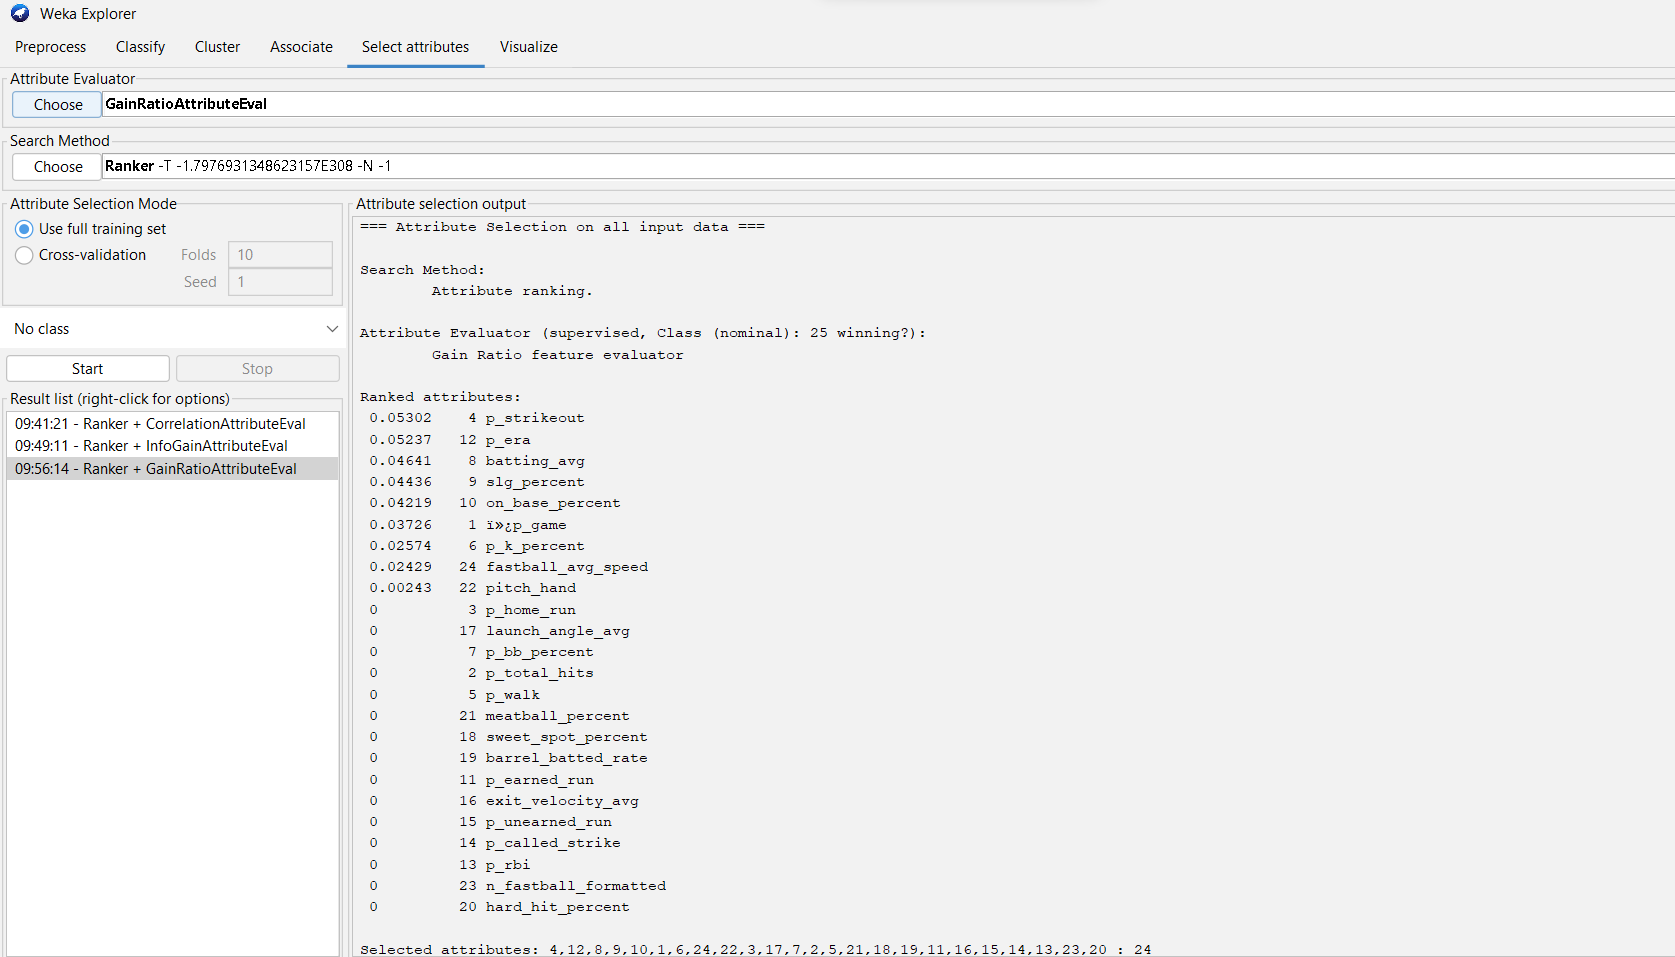 Weka Explorer
Preprocess Classify Cluster Associate Select attributes Visualize
Attribute Evaluator
Choose GainRatioAttributeEval
Search Method
Choose Ranker -T -1.7976931348623157E308 -N -1
Attribute Selection Mode
Use full training set
Cross-validation Folds 10
Seed 1
No class
Start Stop
Result list (right-click for options)
09:41:21 - Ranker + CorrelationAttributeEval
09:49:11 - Ranker + InfoGainAttributeEval
09:56:14 - Ranker + GainRatioAttributeEval
Attribute selection output
=== Attribute Selection on all input data ===
Search Method:
Attribute ranking.
Attribute Evaluator (supervised, Class (nominal): 25 winning?):
Gain Ratio feature evaluator
Ranked attributes:
0.05302 4 p_strikeout
0.05237 12 p_era
0.04641 8 batting_avg
0.04436 9 slg_percent
0.04219 10 on_base_percent
0.03726 1 ï»¿p_game
0.02574 6 p_k_percent
0.02429 24 fastball_avg_speed
0.00243 22 pitch_hand
0 3 p_home_run
0 17 launch_angle_avg
0 7 p_bb_percent
0 2 p_total_hits
0 5 p_walk
0 21 meatball_percent
0 18 sweet_spot_percent
0 19 barrel_batted_rate
0 11 p_earned_run
0 16 exit_velocity_avg
0 15 p_unearned_run
0 14 p_called_strike
0 13 p_rbi
0 23 n_fastball_formatted
0 20 hard_hit_percent
Selected attributes: 4,12,8,9,10,1,6,24,22,3,17,7,2,5,21,18,19,11,16,15,14,13,23,20 : 24